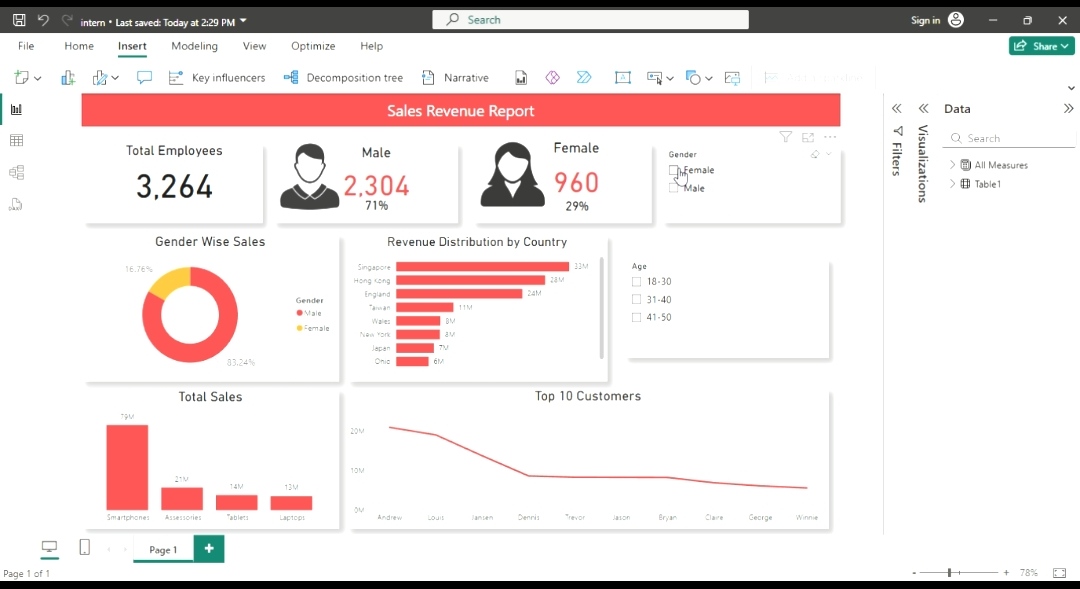 intern • Last saved: Today at 2:29 PM
Search
Sign in
File Home Insert Modeling View Optimize Help
Share
Key influencers Decomposition tree Narrative
Sales Revenue Report
Data
Search
All Measures
Table1
Filters
Visualizations
Total Employees
3,264
Male
2,304
71%
Female
960
29%
Gender
Female
Male
Gender Wise Sales
16.76%
83.24%
Gender
Male
Female
Revenue Distribution by Country
Singapore 33M
Hong Kong 28M
England 24M
Taiwan 11M
Wales 8M
New York 8M
Japan 7M
Ohio 6M
Age
18-30
31-40
41-50
Total Sales
79M
21M
14M
13M
Smartphones Assessories Tablets Laptops
Top 10 Customers
20M
10M
0M
Andrew Louis Jansen Dennis Trevor Jason Bryan Claire George Winnie
Page 1
Page 1 of 1
- + 78%